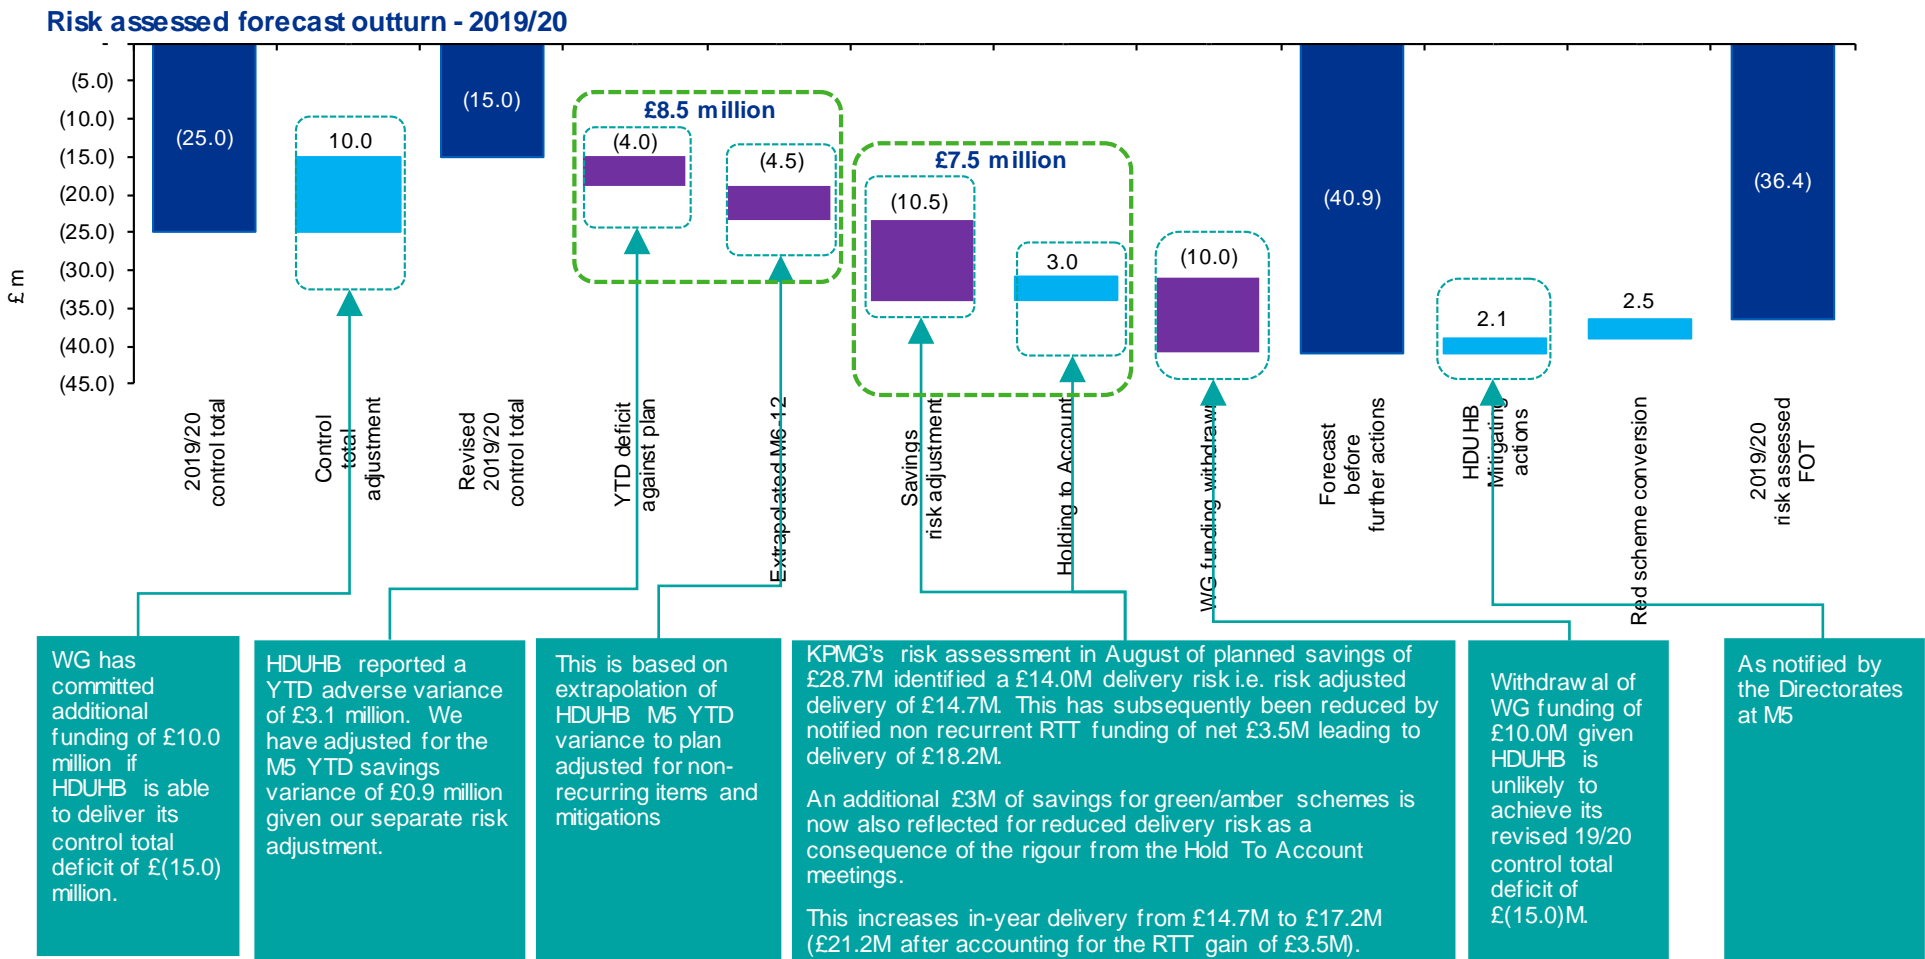 Risk assessed forecast outturn - 2019/20
-
(5.0)
(10.0)
(15.0)
(20.0)
(25.0)
(30.0)
(35.0)
(40.0)
(45.0)
£ m
(25.0)
10.0
(15.0)
£8.5 million
(4.0)
(4.5)
£7.5 million
(10.5)
3.0
(10.0)
(40.9)
2.1
2.5
(36.4)
2019/20
control total
Control
total
adjustment
Revised
2019/20
control total
YTD deficit
against plan
Extrapolated M6-12
Savings
risk adjustment
Holding to Account
WG funding withdrawn
Forecast
before
further actions
HDUHB
Mitigating
actions
Red scheme conversion
2019/20
risk assessed
FOT
WG has
committed
additional
funding of £10.0
million if
HDUHB is able
to deliver its
control total
deficit of £(15.0)
million.
HDUHB reported a
YTD adverse variance
of £3.1 million. We
have adjusted for the
M5 YTD savings
variance of £0.9 million
given our separate risk
adjustment.
This is based on
extrapolation of
HDUHB M5 YTD
variance to plan
adjusted for non-
recurring items and
mitigations
KPMG's risk assessment in August of planned savings of
£28.7M identified a £14.0M delivery risk i.e. risk adjusted
delivery of £14.7M. This has subsequently been reduced by
notified non recurrent RTT funding of net £3.5M leading to
delivery of £18.2M.
An additional £3M of savings for green/amber schemes is
now also reflected for reduced delivery risk as a
consequence of the rigour from the Hold To Account
meetings.
This increases in-year delivery from £14.7M to £17.2M
(£21.2M after accounting for the RTT gain of £3.5M).
Withdrawal of
WG funding of
£10.0M given
HDUHB is
unlikely to
achieve its
revised 19/20
control total
deficit of
£(15.0)M.
As notified by
the Directorates
at M5